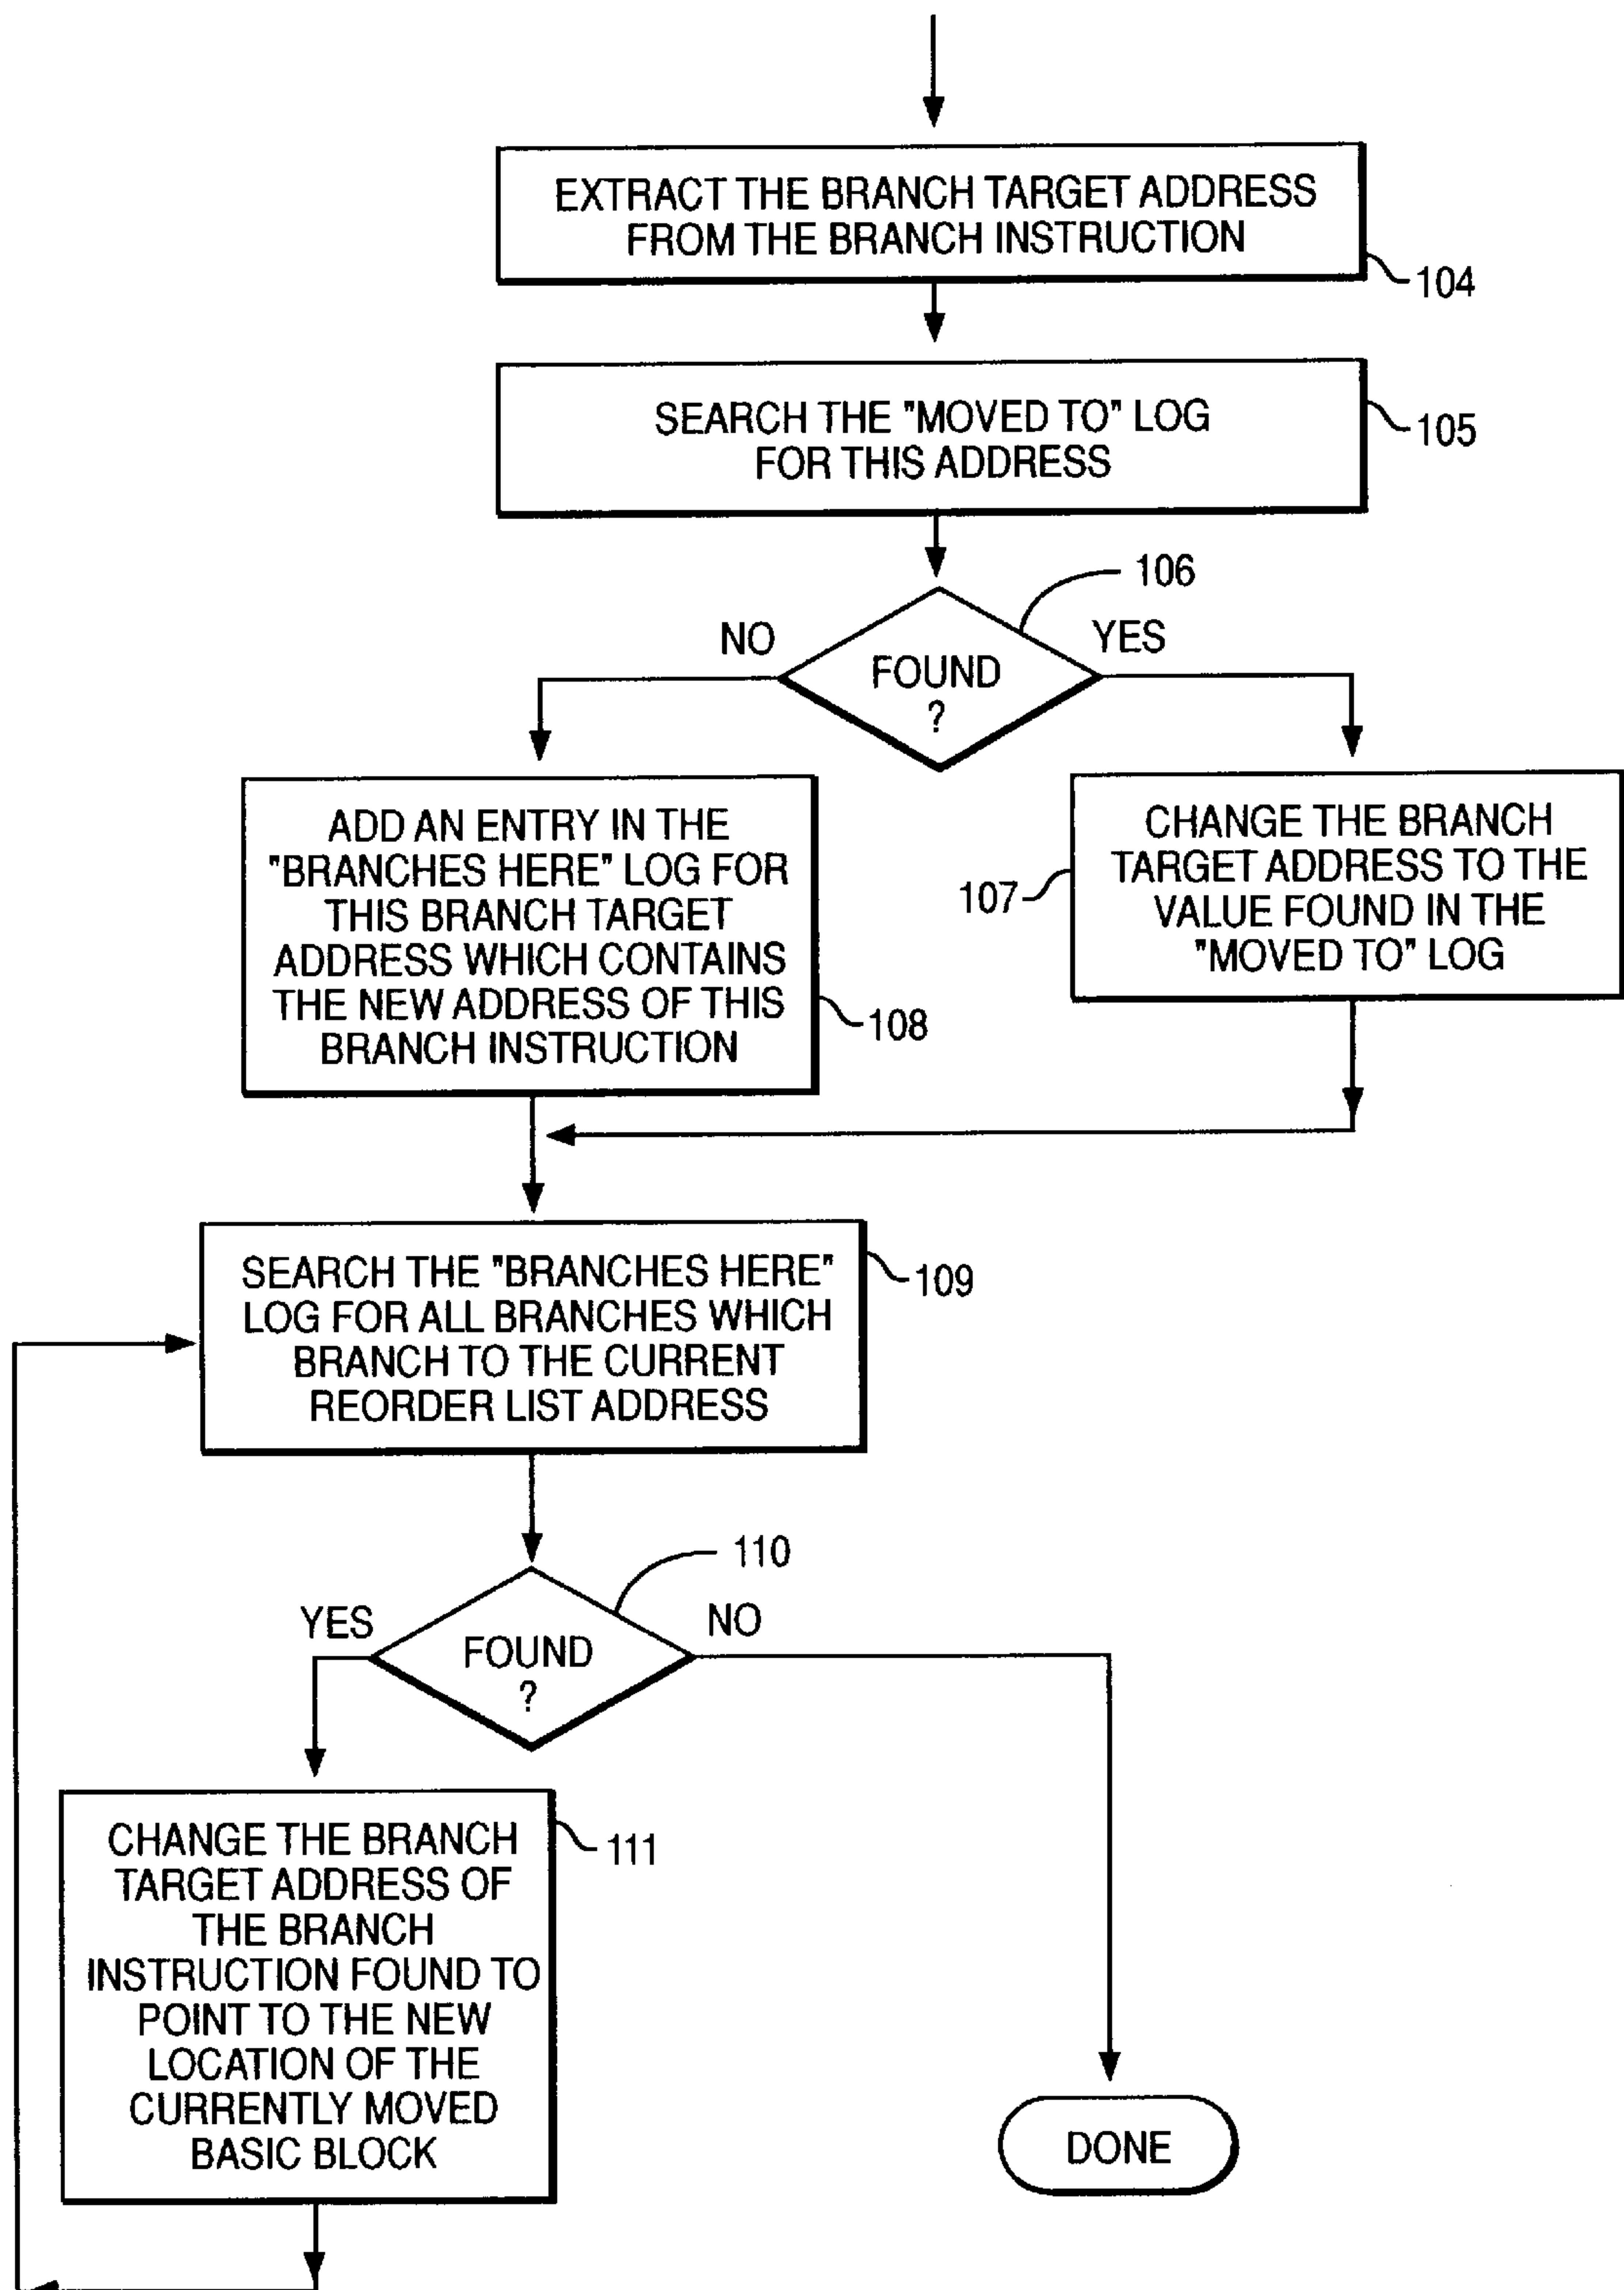 EXTRACT THE BRANCH TARGET ADDRESS
FROM THE BRANCH INSTRUCTION
104
SEARCH THE "MOVED TO" LOG
FOR THIS ADDRESS
105
106
NO
YES
FOUND
?
ADD AN ENTRY IN THE
"BRANCHES HERE" LOG FOR
THIS BRANCH TARGET
ADDRESS WHICH CONTAINS
THE NEW ADDRESS OF THIS
BRANCH INSTRUCTION
108
CHANGE THE BRANCH
TARGET ADDRESS TO THE
VALUE FOUND IN THE
"MOVED TO" LOG
107
SEARCH THE "BRANCHES HERE"
LOG FOR ALL BRANCHES WHICH
BRANCH TO THE CURRENT
REORDER LIST ADDRESS
109
110
YES
NO
FOUND
?
CHANGE THE BRANCH
TARGET ADDRESS OF
THE BRANCH
INSTRUCTION FOUND TO
POINT TO THE NEW
LOCATION OF THE
CURRENTLY MOVED
BASIC BLOCK
111
DONE